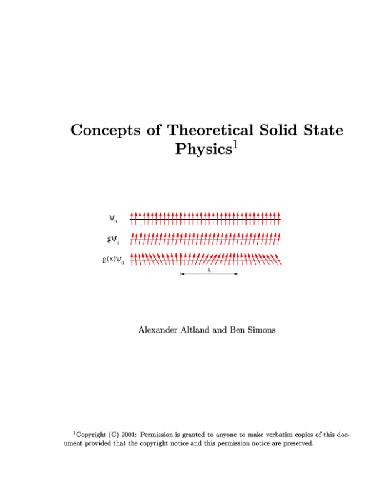 Concepts of Theoretical Solid State
Physics¹
ψ₀
gψ₀
g(x)ψ₀
λ
Alexander Altland and Ben Simons
¹Copyright (C) 2001: Permission is granted to anyone to make verbatim copies of this doc-
ument provided that the copyright notice and this permission notice are preserved.